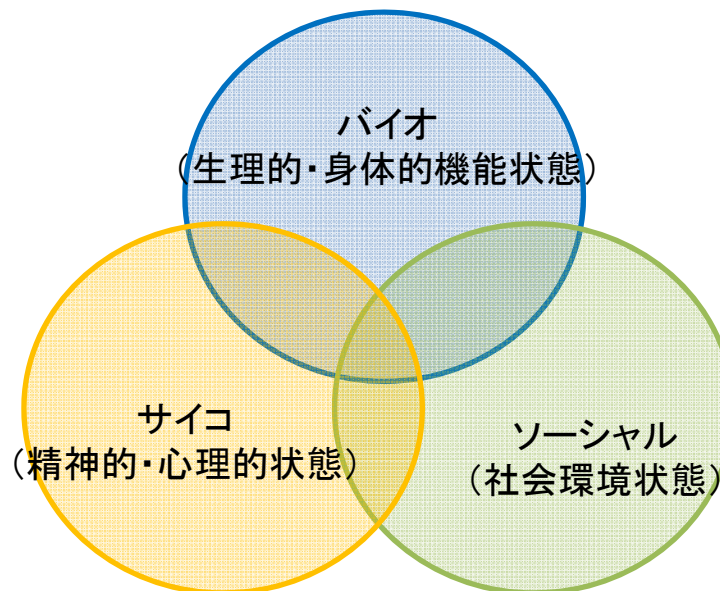 バイオ
（生理的・身体的機能状態）
サイコ
（精神的・心理的状態）
ソーシャル
（社会環境状態）